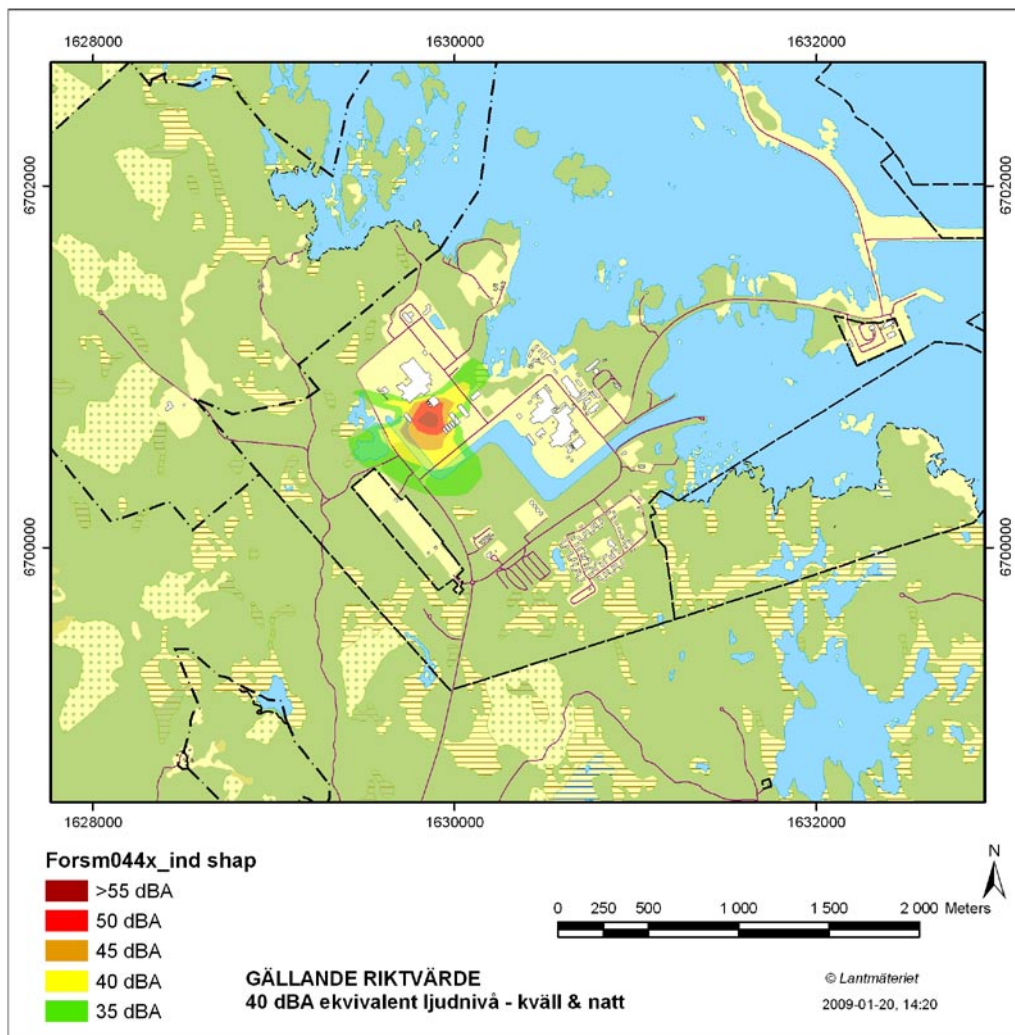 1628000 1630000 1632000
6702000 6702000
6700000 6700000
1628000 1630000 1632000
Forsm044x_ind shap
>55 dBA
50 dBA
45 dBA
40 dBA
35 dBA
N
0 250 500 1 000 1 500 2 000 Meters
GÄLLANDE RIKTVÄRDE
40 dBA ekvivalent ljudnivå - kväll & natt
© Lantmäteriet
2009-01-20, 14:20